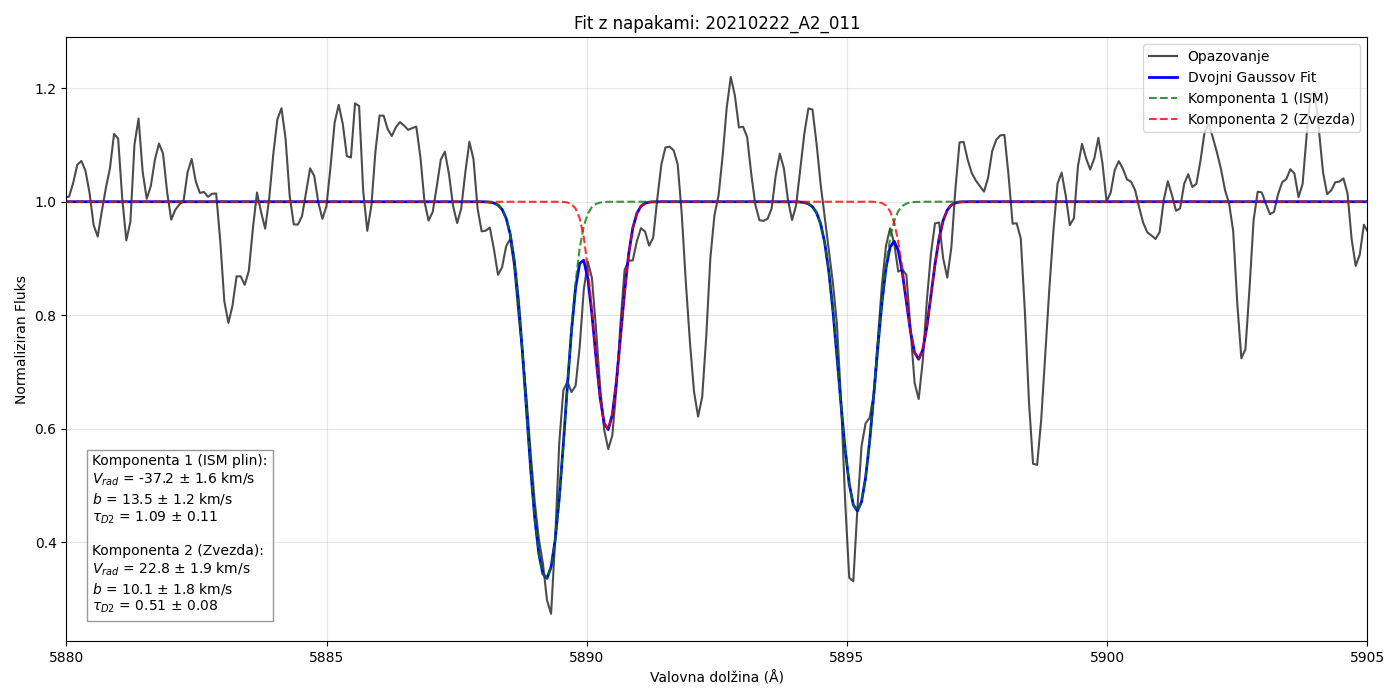 Fit z napakami: 20210222_A2_011
Normaliziran Fluks
1.2
1.0
0.8
0.6
0.4
Opazovanje
Dvojni Gaussov Fit
Komponenta 1 (ISM)
Komponenta 2 (Zvezda)
Komponenta 1 (ISM plin):
V_rad = -37.2 ± 1.6 km/s
b = 13.5 ± 1.2 km/s
τ_D2 = 1.09 ± 0.11
Komponenta 2 (Zvezda):
V_rad = 22.8 ± 1.9 km/s
b = 10.1 ± 1.8 km/s
τ_D2 = 0.51 ± 0.08
5880 5885 5890 5895 5900 5905
Valovna dolžina (Å)